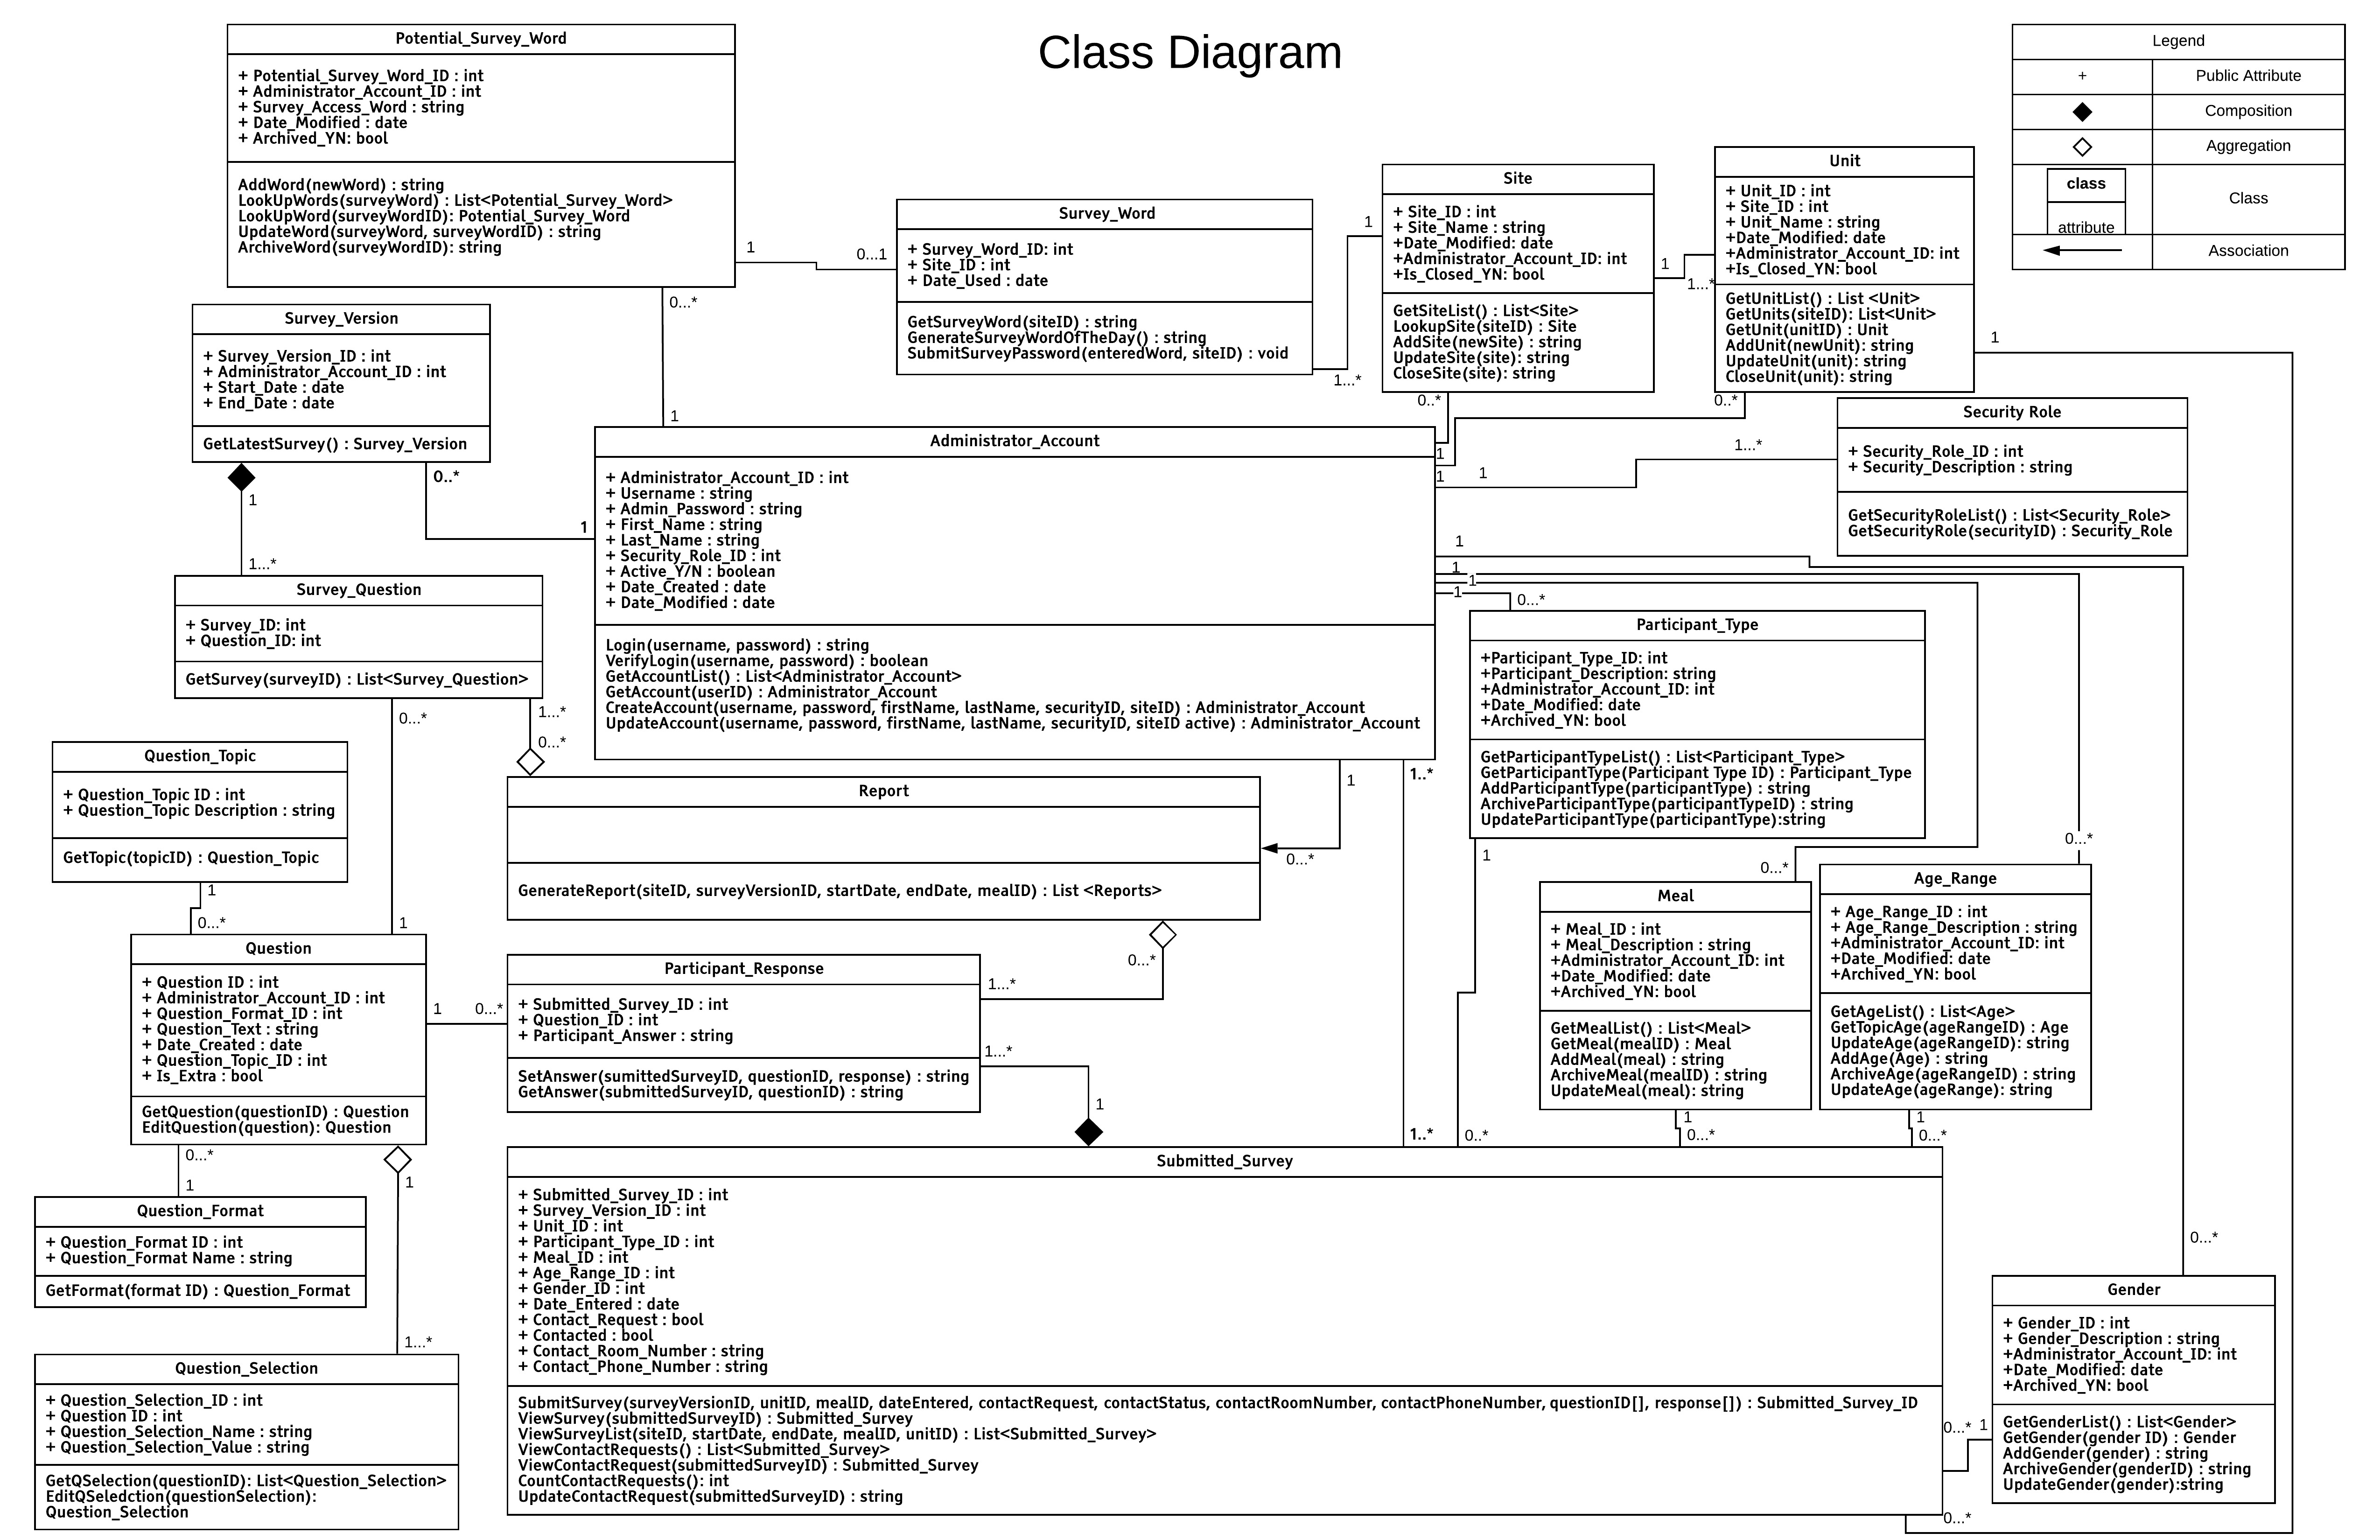 Class Diagram
Legend
+ Public Attribute
Composition
Aggregation
class
attribute
Class
Association
Potential_Survey_Word
+ Potential_Survey_Word_ID : int
+ Administrator_Account_ID : int
+ Survey_Access_Word : string
+ Date_Modified : date
+ Archived_YN: bool
AddWord(newWord) : string
LookUpWords(surveyWord) : List<Potential_Survey_Word>
LookUpWord(surveyWordID): Potential_Survey_Word
UpdateWord(surveyWord, surveyWordID) : string
ArchiveWord(surveyWordID): string
1
0...1
0...*
1
Survey_Word
+ Survey_Word_ID: int
+ Site_ID : int
+ Date_Used : date
GetSurveyWord(siteID) : string
GenerateSurveyWordOfTheDay() : string
SubmitSurveyPassword(enteredWord, siteID) : void
1
1...*
Site
+ Site_ID : int
+ Site_Name : string
+Date_Modified: date
+Administrator_Account_ID: int
+Is_Closed_YN: bool
GetSiteList() : List<Site>
LookupSite(siteID) : Site
AddSite(newSite) : string
UpdateSite(site): string
CloseSite(site): string
1
1...*
0..*
Unit
+ Unit_ID : int
+ Site_ID : int
+ Unit_Name : string
+Date_Modified: date
+Administrator_Account_ID: int
+Is_Closed_YN: bool
GetUnitList() : List <Unit>
GetUnits(siteID): List<Unit>
GetUnit(unitID) : Unit
AddUnit(newUnit): string
UpdateUnit(unit): string
CloseUnit(unit): string
1
0..*
Survey_Version
+ Survey_Version_ID : int
+ Administrator_Account_ID : int
+ Start_Date : date
+ End_Date : date
GetLatestSurvey() : Survey_Version
0..*
1
1
1...*
Security Role
+ Security_Role_ID : int
+ Security_Description : string
GetSecurityRoleList() : List<Security_Role>
GetSecurityRole(securityID) : Security_Role
1...*
Administrator_Account
+ Administrator_Account_ID : int
+ Username : string
+ Admin_Password : string
+ First_Name : string
+ Last_Name : string
+ Security_Role_ID : int
+ Active_Y/N : boolean
+ Date_Created : date
+ Date_Modified : date
Login(username, password) : string
VerifyLogin(username, password) : boolean
GetAccountList() : List<Administrator_Account>
GetAccount(userID) : Administrator_Account
CreateAccount(username, password, firstName, lastName, securityID, siteID) : Administrator_Account
UpdateAccount(username, password, firstName, lastName, securityID, siteID active) : Administrator_Account
1
1
1
1
1
1
1
0...*
Survey_Question
+ Survey_ID: int
+ Question_ID: int
GetSurvey(surveyID) : List<Survey_Question>
0...*
1...*
0...*
Participant_Type
+Participant_Type_ID: int
+Participant_Description: string
+Administrator_Account_ID: int
+Date_Modified: date
+Archived_YN: bool
GetParticipantTypeList() : List<Participant_Type>
GetParticipantType(Participant Type ID) : Participant_Type
AddParticipantType(participantType) : string
ArchiveParticipantType(participantTypeID) : string
UpdateParticipantType(participantType):string
1
Question_Topic
+ Question_Topic ID : int
+ Question_Topic Description : string
GetTopic(topicID) : Question_Topic
1
0...*
1
Report
GenerateReport(siteID, surveyVersionID, startDate, endDate, mealID) : List <Reports>
1
0...*
1..*
0...*
0...*
Meal
+ Meal_ID : int
+ Meal_Description : string
+Administrator_Account_ID: int
+Date_Modified: date
+Archived_YN: bool
GetMealList() : List<Meal>
GetMeal(mealID) : Meal
AddMeal(meal) : string
ArchiveMeal(mealID) : string
UpdateMeal(meal): string
1
0...*
Age_Range
+ Age_Range_ID : int
+ Age_Range_Description : string
+Administrator_Account_ID: int
+Date_Modified: date
+Archived_YN: bool
GetAgeList() : List<Age>
GetTopicAge(ageRangeID) : Age
UpdateAge(ageRangeID): string
AddAge(Age) : string
ArchiveAge(ageRangeID) : string
UpdateAge(ageRange): string
1
0...*
Question
+ Question ID : int
+ Administrator_Account_ID : int
+ Question_Format_ID : int
+ Question_Text : string
+ Date_Created : date
+ Question_Topic_ID : int
+ Is_Extra : bool
GetQuestion(questionID) : Question
EditQuestion(question): Question
1
0...*
0...*
1
1
1...*
Participant_Response
+ Submitted_Survey_ID : int
+ Question_ID : int
+ Participant_Answer : string
SetAnswer(sumittedSurveyID, questionID, response) : string
GetAnswer(submittedSurveyID, questionID) : string
1...*
0...*
1...*
1
1..*
0..*
Question_Format
+ Question_Format ID : int
+ Question_Format Name : string
GetFormat(format ID) : Question_Format
Question_Selection
+ Question_Selection_ID : int
+ Question ID : int
+ Question_Selection_Name : string
+ Question_Selection_Value : string
GetQSelection(questionID): List<Question_Selection>
EditQSeledction(questionSelection):
Question_Selection
Submitted_Survey
+ Submitted_Survey_ID : int
+ Survey_Version_ID : int
+ Unit_ID : int
+ Participant_Type_ID : int
+ Meal_ID : int
+ Age_Range_ID : int
+ Gender_ID : int
+ Date_Entered : date
+ Contact_Request : bool
+ Contacted : bool
+ Contact_Room_Number : string
+ Contact_Phone_Number : string
SubmitSurvey(surveyVersionID, unitID, mealID, dateEntered, contactRequest, contactStatus, contactRoomNumber, contactPhoneNumber, questionID[], response[]) : Submitted_Survey_ID
ViewSurvey(submittedSurveyID) : Submitted_Survey
ViewSurveyList(siteID, startDate, endDate, mealID, unitID) : List<Submitted_Survey>
ViewContactRequests() : List<Submitted_Survey>
ViewContactRequest(submittedSurveyID) : Submitted_Survey
CountContactRequests(): int
UpdateContactRequest(submittedSurveyID) : string
0...*
Gender
+ Gender_ID : int
+ Gender_Description : string
+Administrator_Account_ID: int
+Date_Modified: date
+Archived_YN: bool
GetGenderList() : List<Gender>
GetGender(gender ID) : Gender
AddGender(gender) : string
ArchiveGender(genderID) : string
UpdateGender(gender):string
0...*
1
0...*